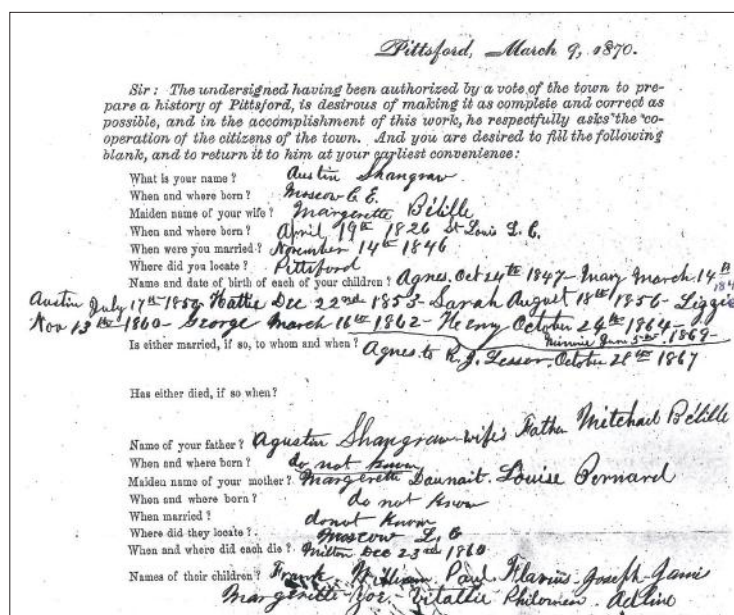 Pittsford, March 9, 1870.
Sir: The undersigned having been authorized by a vote of the town to pre-
pare a history of Pittsford, is desirous of making it as complete and correct as
possible, and in the accomplishment of this work, he respectfully asks the co-
operation of the citizens of the town. And you are desired to fill the following
blank, and to return it to him at your earliest convenience:
What is your name? Austin Shangraw
When and where born? Moscow C. E.
Maiden name of your wife? Margerette Bélille
When and where born? April 19th 1826 St Louis L. C.
When were you married? November 14th 1846
Where did you locate? Pittsford
Name and date of birth of each of your children? Agnes, Oct 24th 1847 - Mary March 14th
Austin July 17th 1850 Hattie Dec 22nd 1853 - Sarah August 18th 1856 - Lizzie
Nov 13th 1860 - George March 16th 1862 - Henry October 24th 1864 -
Minnie June 1869 -
Is either married, if so, to whom and when? Agnes to R. J. Lessor October 28th 1867
Has either died, if so when?
Name of your father? Agustin Shangraw - wife's Father Mitchail Bélille
When and where born? do not know
Maiden name of your mother? Margerette Daunait. Louise Bernard
When and where born? do not know
When married? do not know
Where did they locate? Moscow L. C
When and where did each die? Milton Dec 23rd 1860
Names of their children? Frank William Paul Flavius Joseph James
Margerette Zoe Vitallie Philomen Adline